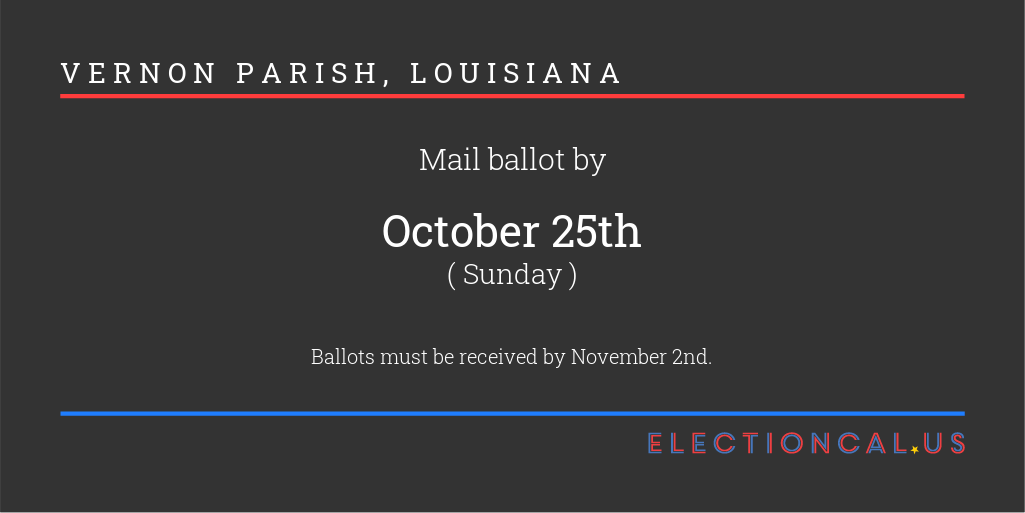 VERNON PARISH, LOUISIANA
Mail ballot by
October 25th
( Sunday )
Ballots must be received by November 2nd.
ELECTIONCAL.US